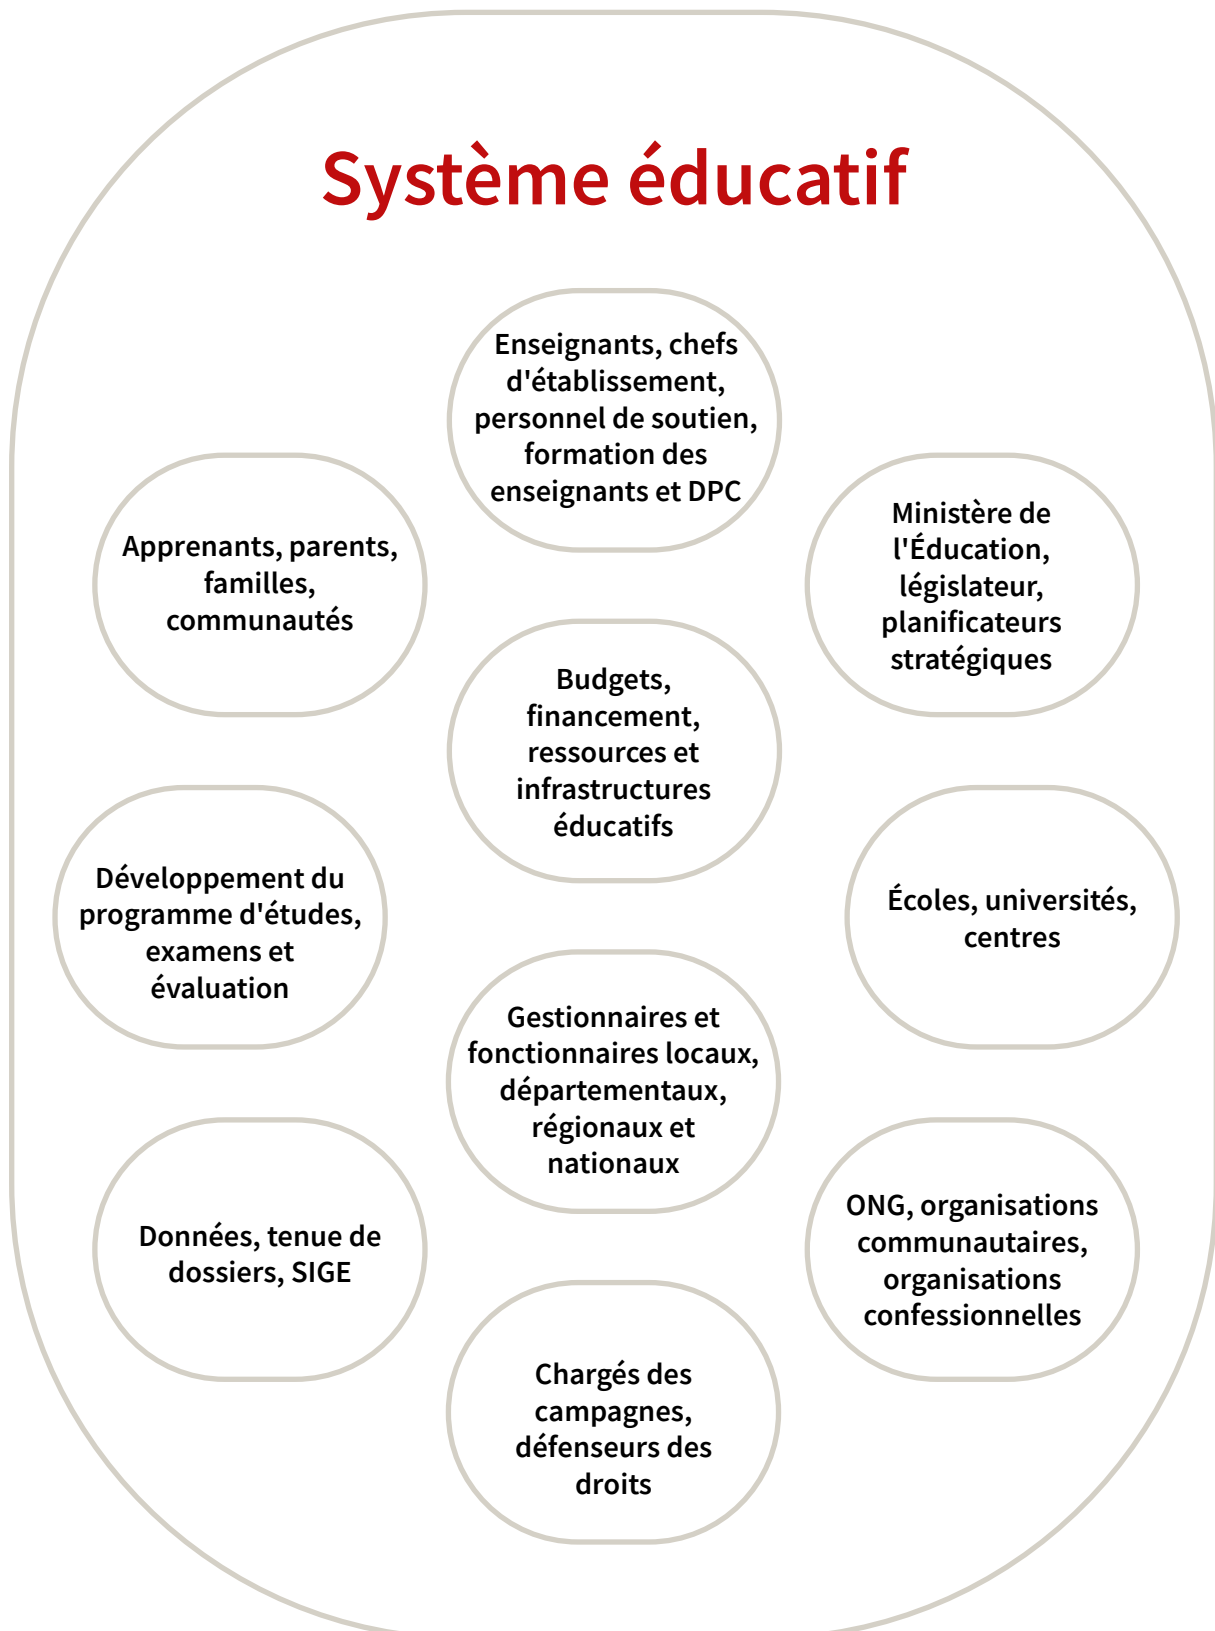 Système éducatif
Enseignants, chefs
d'établissement,
personnel de soutien,
formation des
enseignants et DPC
Apprenants, parents,
familles,
communautés
Ministère de
l'Éducation,
législateur,
planificateurs
stratégiques
Budgets,
financement,
ressources et
infrastructures
éducatifs
Développement du
programme d'études,
examens et
évaluation
Écoles, universités,
centres
Gestionnaires et
fonctionnaires locaux,
départementaux,
régionaux et
nationaux
Données, tenue de
dossiers, SIGE
ONG, organisations
communautaires,
organisations
confessionnelles
Chargés des
campagnes,
défenseurs des
droits